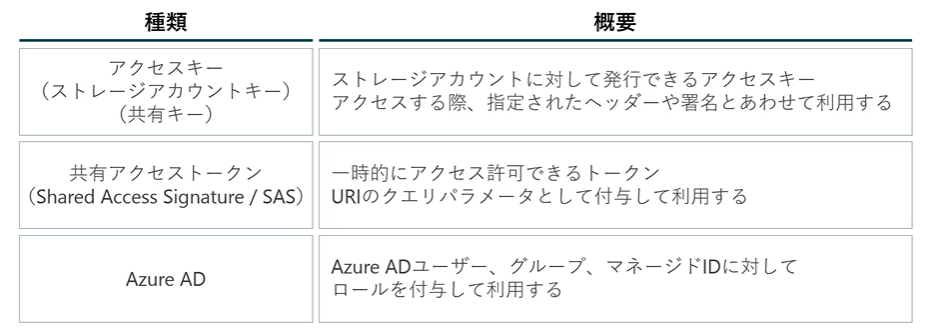 種類
概要
アクセスキー
（ストレージアカウントキー）
（共有キー）
ストレージアカウントに対して発行できるアクセスキー
アクセスする際、指定されたヘッダーや署名とあわせて利用する
共有アクセストークン
（Shared Access Signature / SAS）
一時的にアクセス許可できるトークン
URIのクエリパラメータとして付与して利用する
Azure AD
Azure ADユーザー、グループ、マネージドIDに対して
ロールを付与して利用する